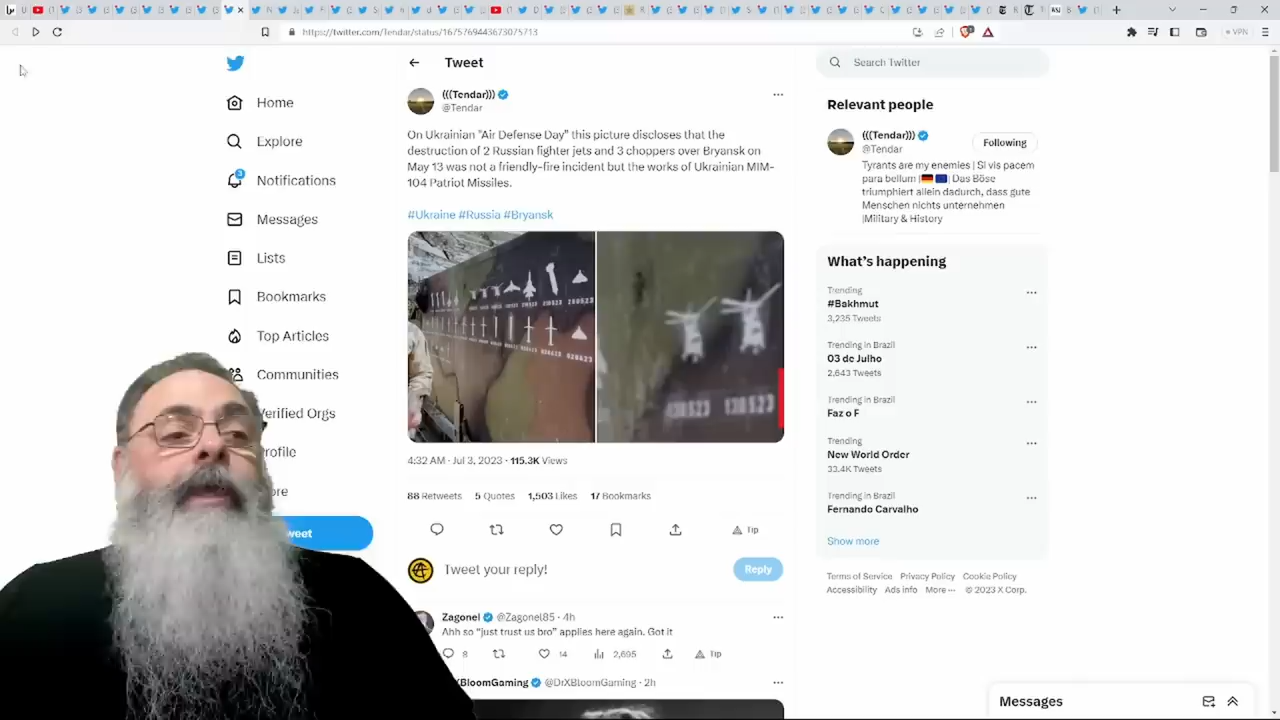 https://twitter.com/Tendar/status/1675769443673075713
VPN
Home
Explore
3
Notifications
Messages
Lists
Bookmarks
Top Articles
Communities
Verified Orgs
rofile
ore
weet
Tweet
(((Tendar)))
@Tendar
On Ukrainian "Air Defense Day" this picture discloses that the
destruction of 2 Russian fighter jets and 3 choppers over Bryansk on
May 13 was not a friendly-fire incident but the works of Ukrainian MIM-
104 Patriot Missiles.
#Ukraine #Russia #Bryansk
130523 130523
4:32 AM · Jul 3, 2023 · 115.3K Views
88 Retweets 5 Quotes 1,503 Likes 17 Bookmarks
Tip
Tweet your reply!
Reply
Zagonel @Zagonel85 · 4h
Ahh so "just trust us bro" applies here again. Got it
8 14 2,695 Tip
XBloomGaming @DrXBloomGaming · 2h
Search Twitter
Relevant people
(((Tendar)))
@Tendar
Following
Tyrants are my enemies | Si vis pacem
para bellum | Das Böse
triumphiert allein dadurch, dass gute
Menschen nichts unternehmen
|Military & History
What's happening
Trending
#Bakhmut
3,235 Tweets
Trending in Brazil
03 de Julho
2,643 Tweets
Trending in Brazil
Faz o F
Trending
New World Order
33.4K Tweets
Trending in Brazil
Fernando Carvalho
Show more
Terms of Service Privacy Policy Cookie Policy
Accessibility Ads info More ··· © 2023 X Corp.
Messages